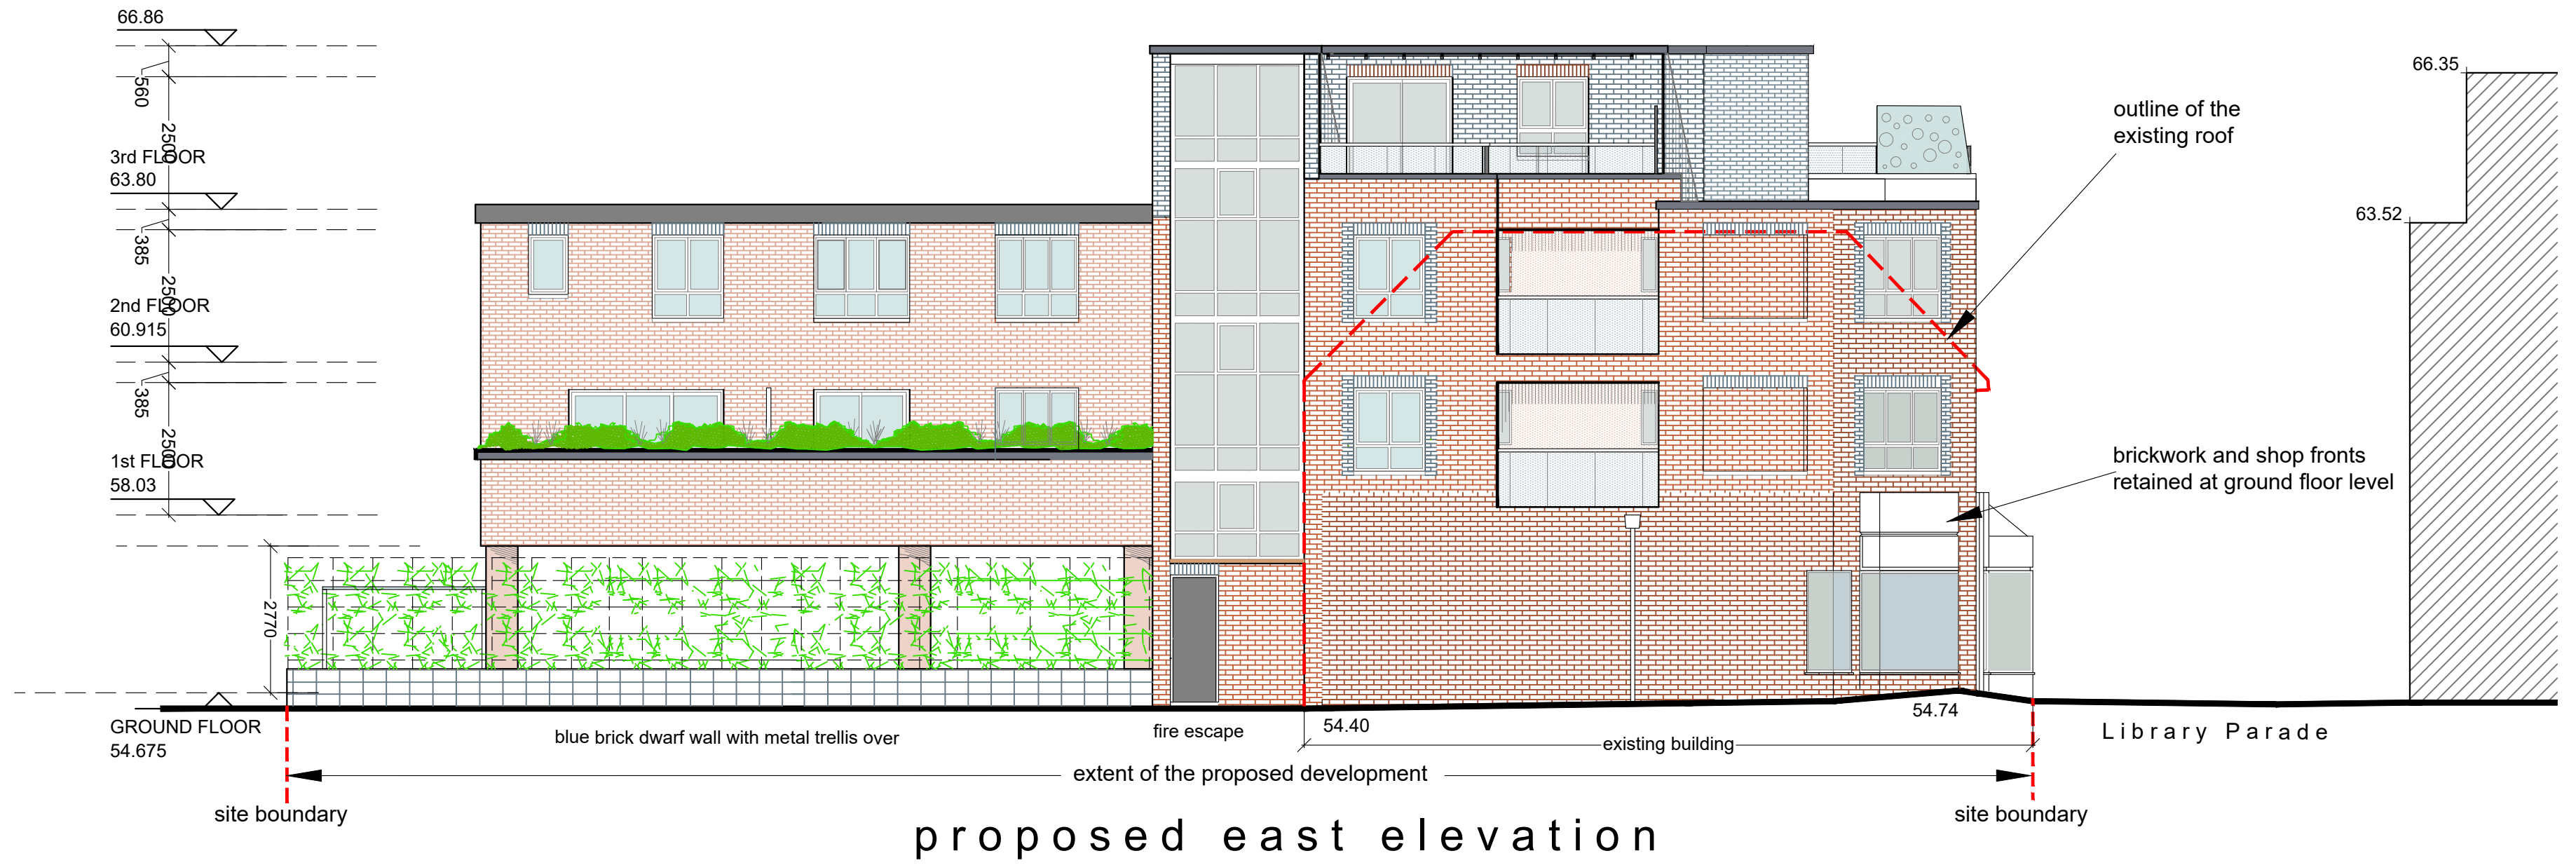 66.86
560
2500
3rd FLOOR
63.80
385
2500
2nd FLOOR
60.915
385
2500
1st FLOOR
58.03
2770
GROUND FLOOR
54.675
66.35
63.52
outline of the
existing roof
brickwork and shop fronts
retained at ground floor level
blue brick dwarf wall with metal trellis over
fire escape
54.40
54.74
existing building
Library Parade
extent of the proposed development
site boundary
site boundary
proposed east elevation